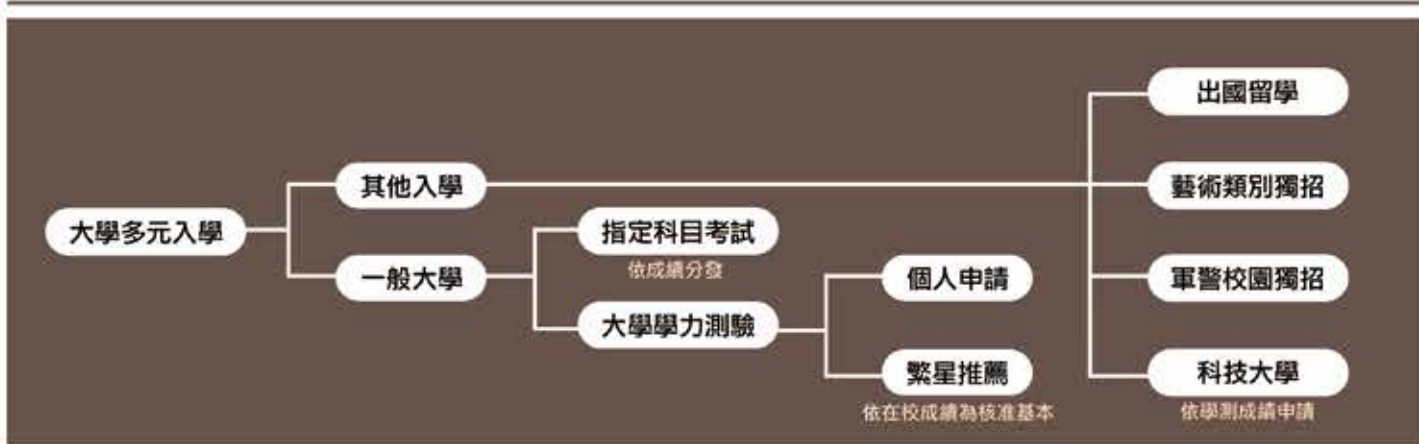 大學多元入學
其他入學
出國留學
藝術類別獨招
軍警校園獨招
科技大學
依學測成績申請
一般大學
指定科目考試
依成績分發
大學學力測驗
個人申請
繁星推薦
依在校成績為核准基本